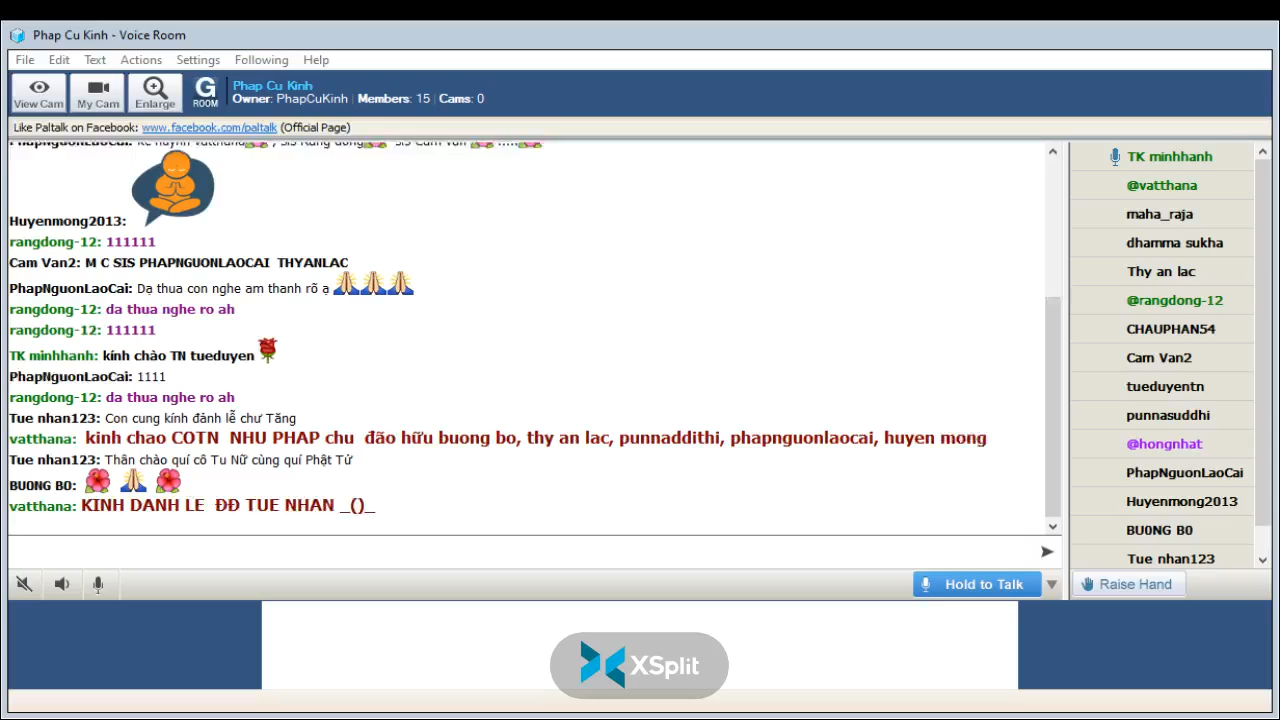 Phap Cu Kinh - Voice Room
File Edit Text Actions Settings Following Help
View Cam My Cam Enlarge G ROOM
Phap Cu Kinh
Owner: PhapCuKinh | Members: 15 | Cams: 0
Like Paltalk on Facebook: www.facebook.com/paltalk (Official Page)
Huyenmong2013:
rangdong-12: 111111
Cam Van2: M C SIS PHAPNGUONLAOCAI THYANLAC
PhapNguonLaoCai: Dạ thua con nghe am thanh rõ ạ
rangdong-12: da thua nghe ro ah
rangdong-12: 111111
TK minhhanh: kính chào TN tueduyen
PhapNguonLaoCai: 1111
rangdong-12: da thua nghe ro ah
Tue nhan123: Con cung kính đảnh lễ chư Tăng
vatthana: kinh chao COTN NHU PHAP chu đão hữu buong bo, thy an lac, punnaddithi, phapnguonlaocai, huyen mong
Tue nhan123: Thân chào quí cô Tu Nữ cùng quí Phật Tử
BU0NG B0:
vatthana: KINH DANH LE ĐĐ TUE NHAN _()_
Hold to Talk
TK minhhanh
@vatthana
maha_raja
dhamma sukha
Thy an lac
@rangdong-12
CHAUPHAN54
Cam Van2
tueduyentn
punnasuddhi
@hongnhat
PhapNguonLaoCai
Huyenmong2013
BU0NG B0
Tue nhan123
Raise Hand
XSplit